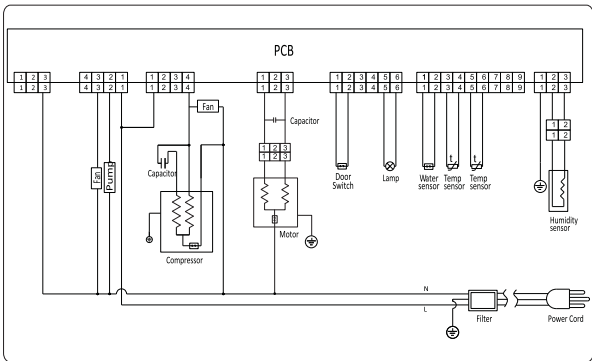 PCB
1 2 3 4 3 2 1 1 2 3 4 1 2 3 1 2 3 4 5 6 1 2 3 4 5 6 7 8 9 1 2 3
1 2 3 4 3 2 1 1 2 3 4 1 2 3 1 2 3 4 5 6 1 2 3 4 5 6 7 8 9 1 2 3
Fan
Capacitor
1 2
1 2
1 2 3
1 2 3
Capacitor
Fan
Pump
t
t
Door
Switch
Lamp
Water
sensor
Temp
sensor
Temp
sensor
Humidity
sensor
Motor
Compressor
N
L
Filter
Power Cord